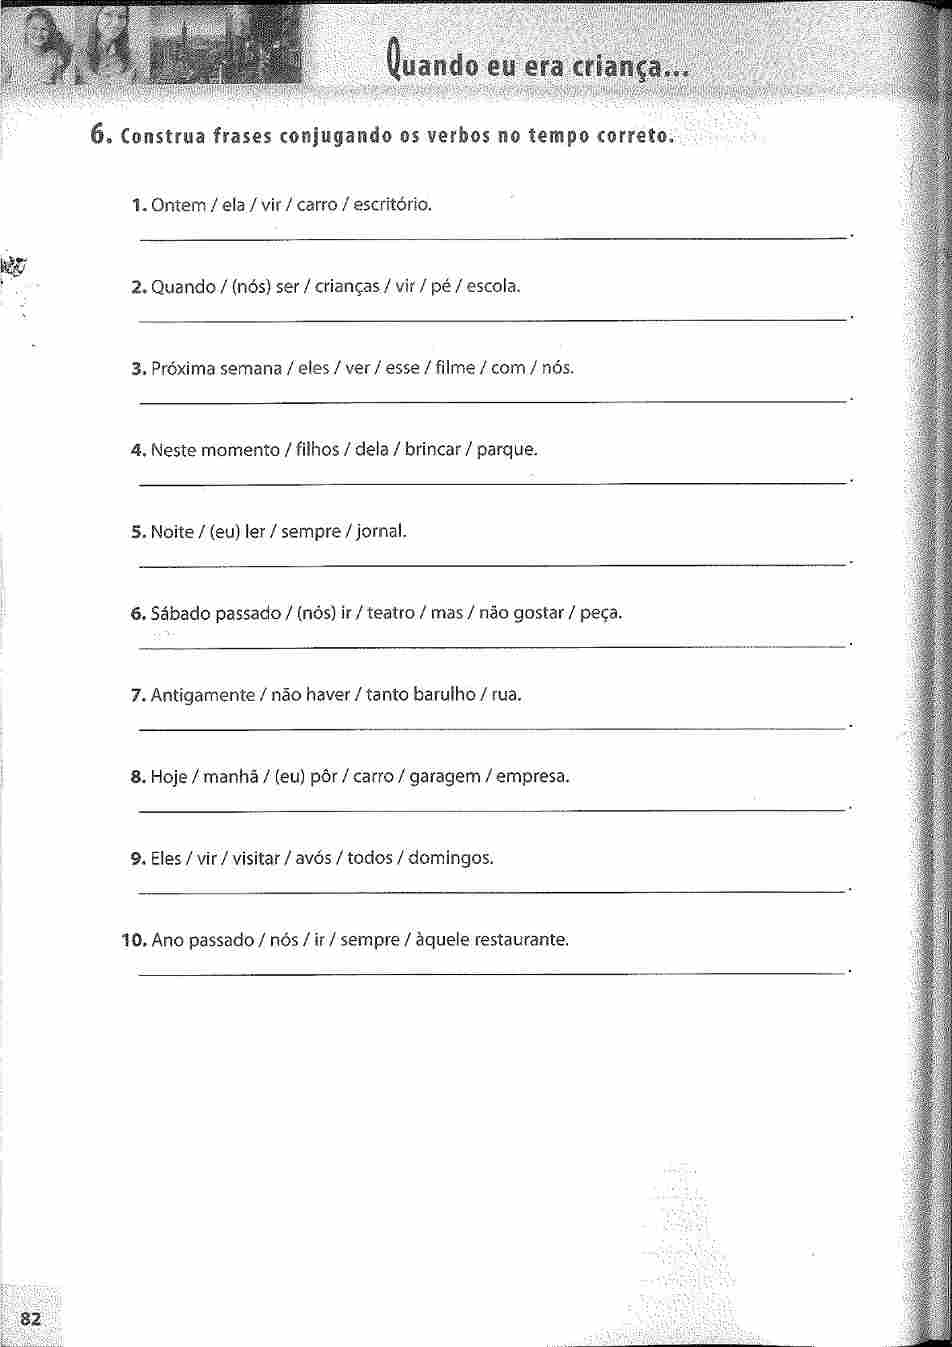 Quando eu era criança...
6. Construa frases conjugando os verbos no tempo correto.
1. Ontem / ela / vir / carro / escritório.
2. Quando / (nós) ser / crianças / vir / pé / escola.
3. Próxima semana / eles / ver / esse / filme / com / nós.
4. Neste momento / filhos / dela / brincar / parque.
5. Noite / (eu) ler / sempre / jornal.
6. Sábado passado / (nós) ir / teatro / mas / não gostar / peça.
7. Antigamente / não haver / tanto barulho / rua.
8. Hoje / manhã / (eu) pôr / carro / garagem / empresa.
9. Eles / vir / visitar / avós / todos / domingos.
10. Ano passado / nós / ir / sempre / àquele restaurante.
82